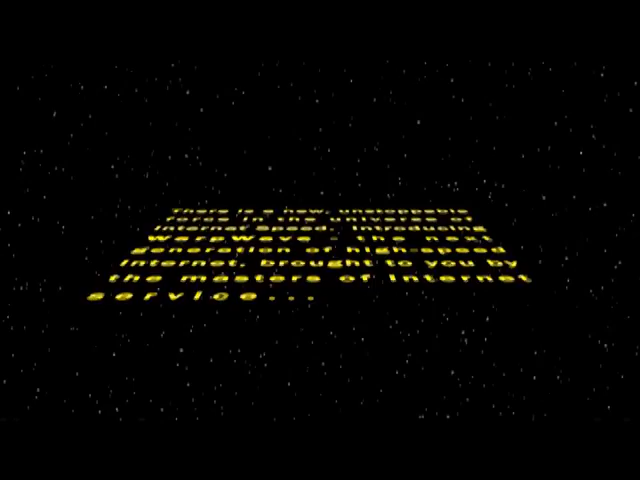 There is a new, unstoppable
force in the universe of
Internet Speed; Introducing
WarpWave - the next
generation of high-speed
Internet, brought to you by
the masters of Internet
service...